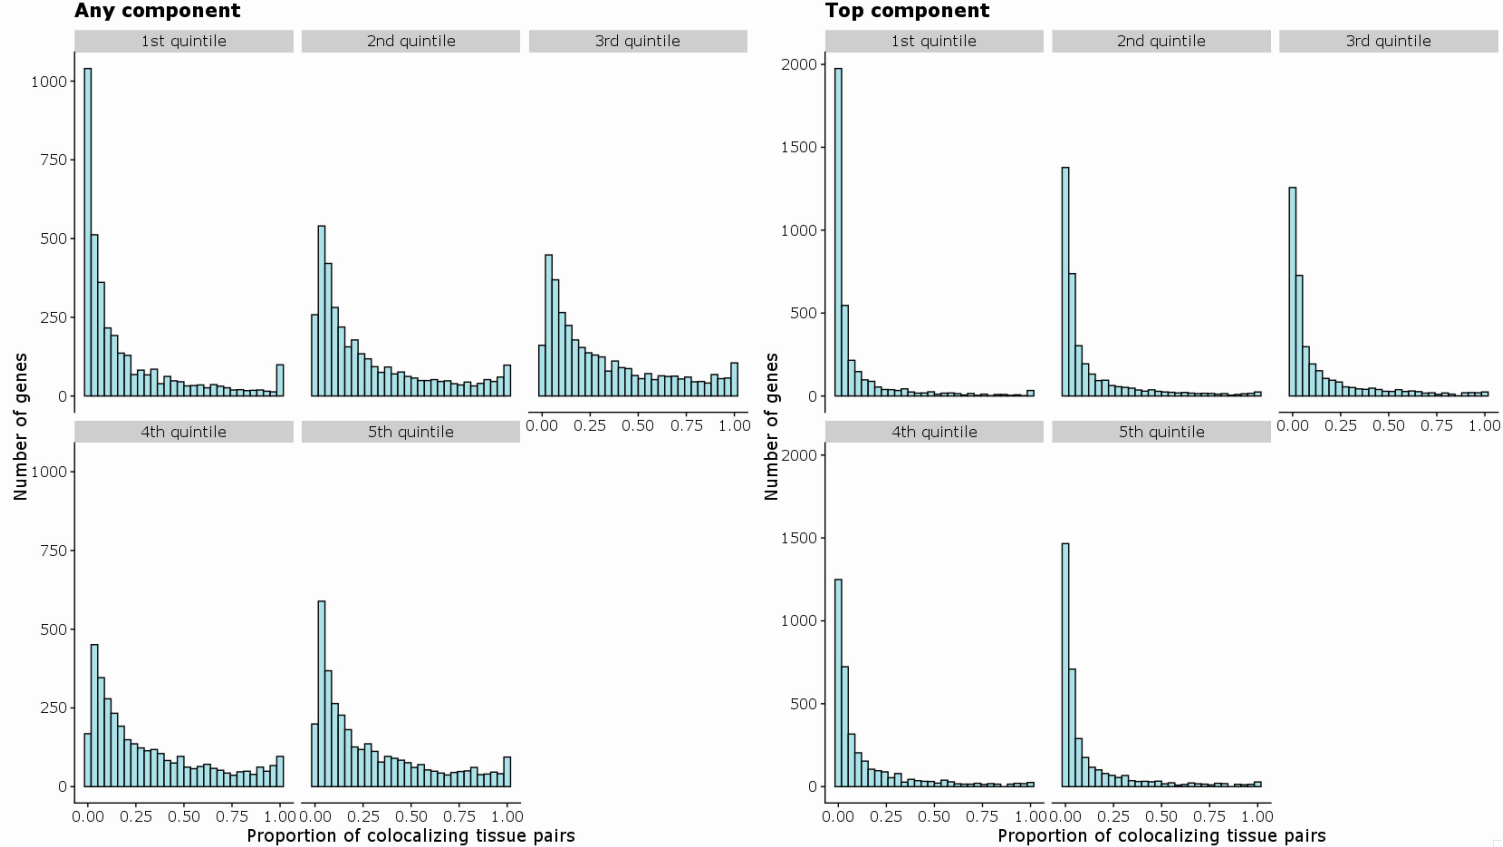 Any component
1st quintile
2nd quintile
3rd quintile
1000
750
500
250
0
0.00 0.25 0.50 0.75 1.00
4th quintile
5th quintile
1000
750
500
250
0
0.00 0.25 0.50 0.75 1.00
0.00 0.25 0.50 0.75 1.00
Number of genes
Proportion of colocalizing tissue pairs
Top component
1st quintile
2nd quintile
3rd quintile
2000
1500
1000
500
0
0.00 0.25 0.50 0.75 1.00
4th quintile
5th quintile
2000
1500
1000
500
0
0.00 0.25 0.50 0.75 1.00
0.00 0.25 0.50 0.75 1.00
Number of genes
Proportion of colocalizing tissue pairs